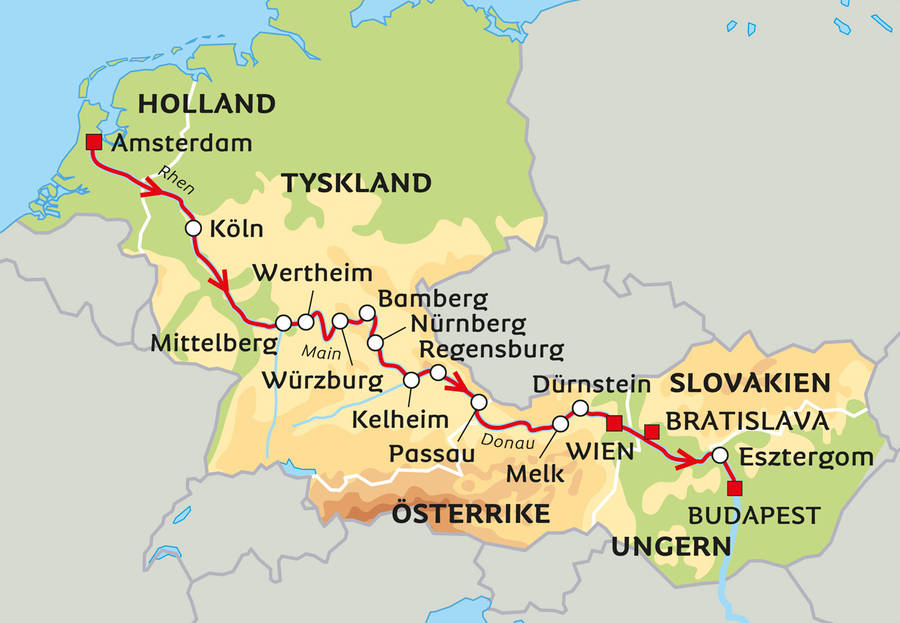 HOLLAND
Amsterdam
Rhen
TYSKLAND
Köln
Wertheim
Bamberg
Nürnberg
Mittelberg
Main
Regensburg
Würzburg
Kelheim
Dürnstein
SLOVAKIEN
BRATISLAVA
Passau
Donau
WIEN
Esztergom
Melk
ÖSTERRIKE
BUDAPEST
UNGERN